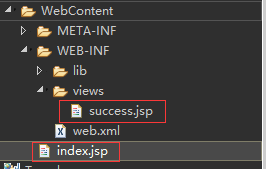 WebContent
META-INF
WEB-INF
lib
views
success.jsp
web.xml
index.jsp